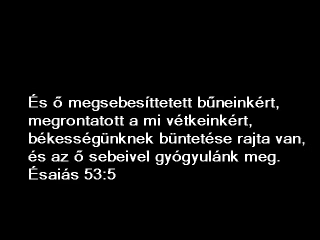 És ő megsebesíttetett bűneinkért,
megrontatott a mi vétkeinkért,
békességünknek büntetése rajta van,
és az ő sebeivel gyógyulánk meg.
Ésaiás 53:5